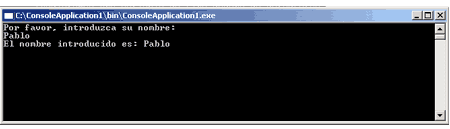 C:\ConsoleApplication1\bin\ConsoleApplication1.exe
Por favor, introduzca su nombre:
Pablo
El nombre introducido es: Pablo